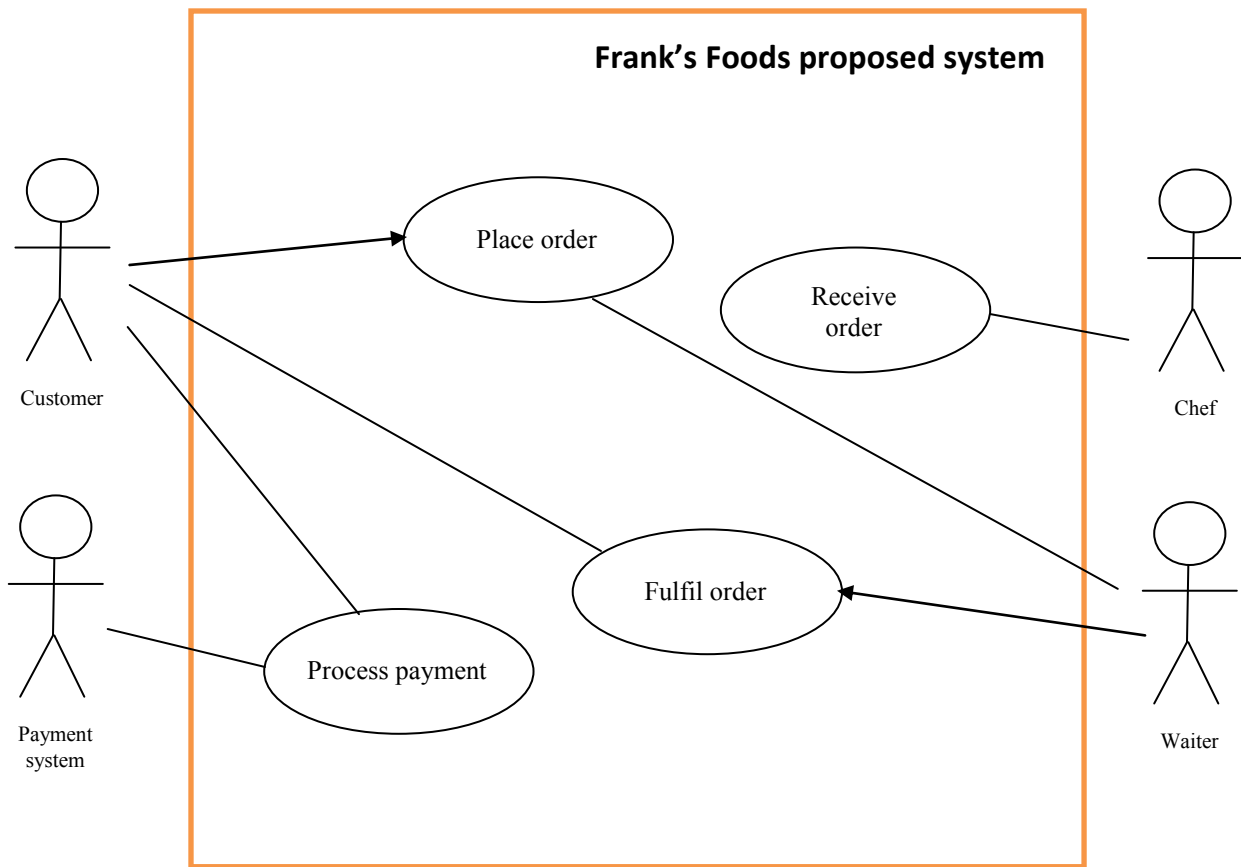 Frank’s Foods proposed system
Place order
Receive
order
Customer
Chef
Fulfil order
Process payment
Payment
system
Waiter